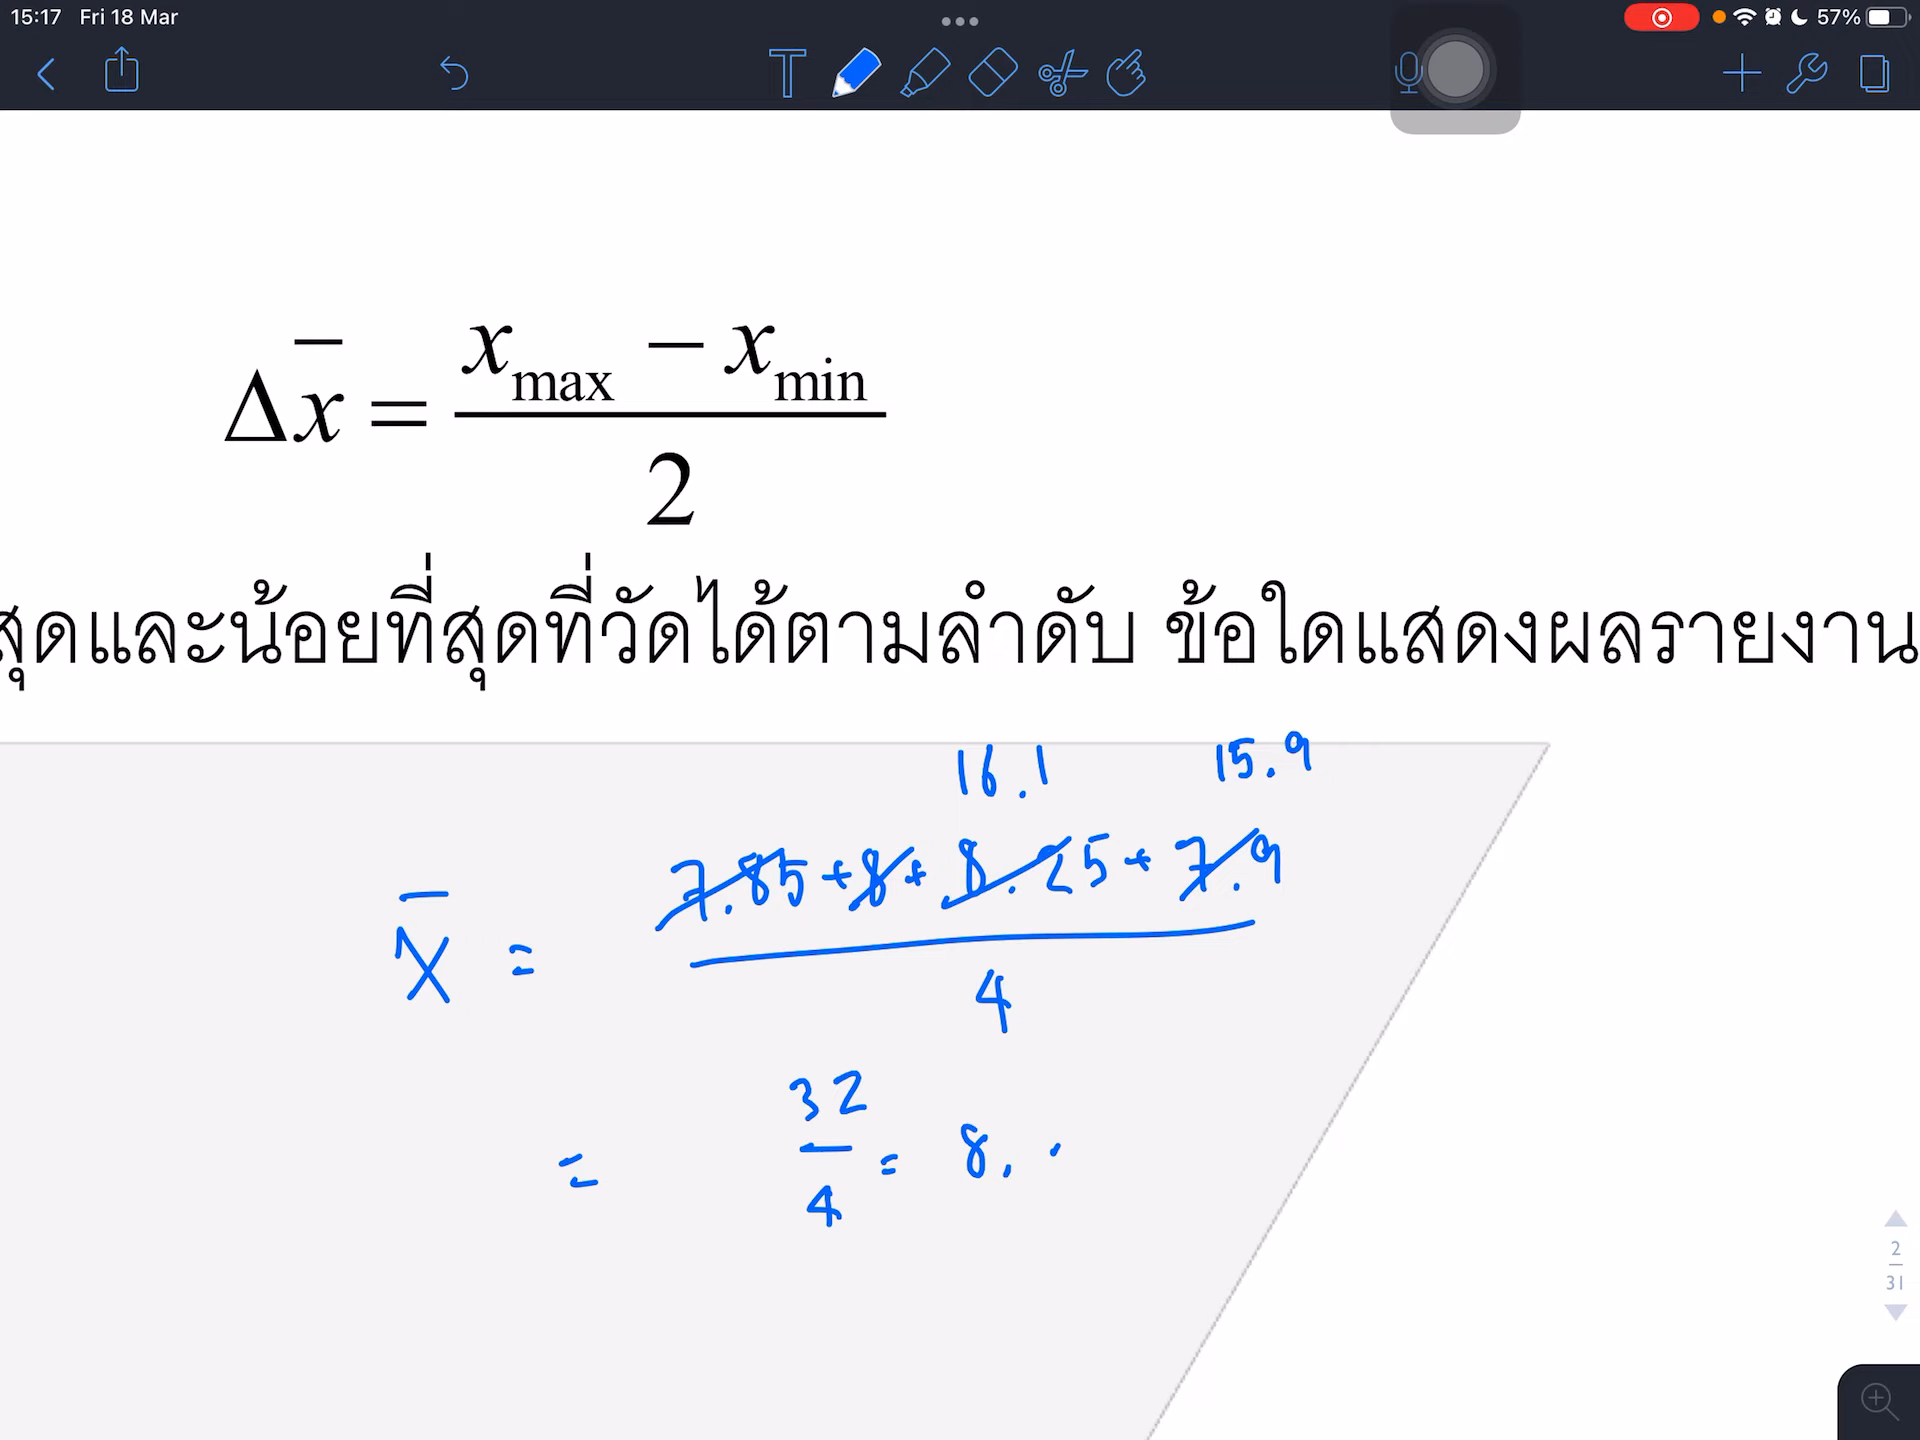 15:17 Fri 18 Mar
57%
T
Δx̄ = (x_max − x_min) / 2
สุดและน้อยที่สุดที่วัดได้ตามลำดับ ข้อใดแสดงผลรายงาน
16.1 15.9
X̄ = (7.85 + 8 + 8.25 + 7.9) / 4
= 32/4 = 8.
2
31